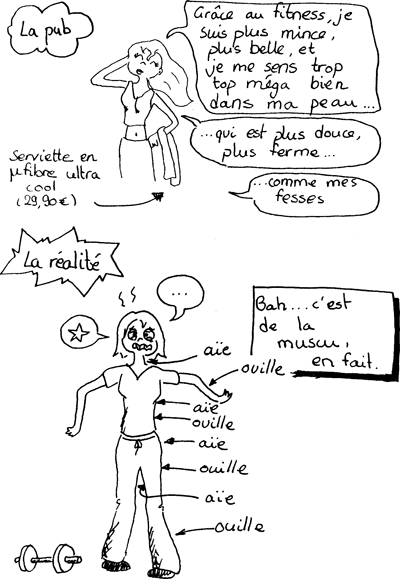 La pub
Grâce au fitness, je
suis plus mince,
plus belle, et
je me sens trop
top méga bien
dans ma peau...
...qui est plus douce,
plus ferme...
...comme mes
fesses
Serviette en
µfibre ultra
cool
(29,90€)
La réalité
...
Bah...c'est
de la
muscu,
en fait.
aïe
ouille
aïe
ouille
aïe
ouille
aïe
ouille